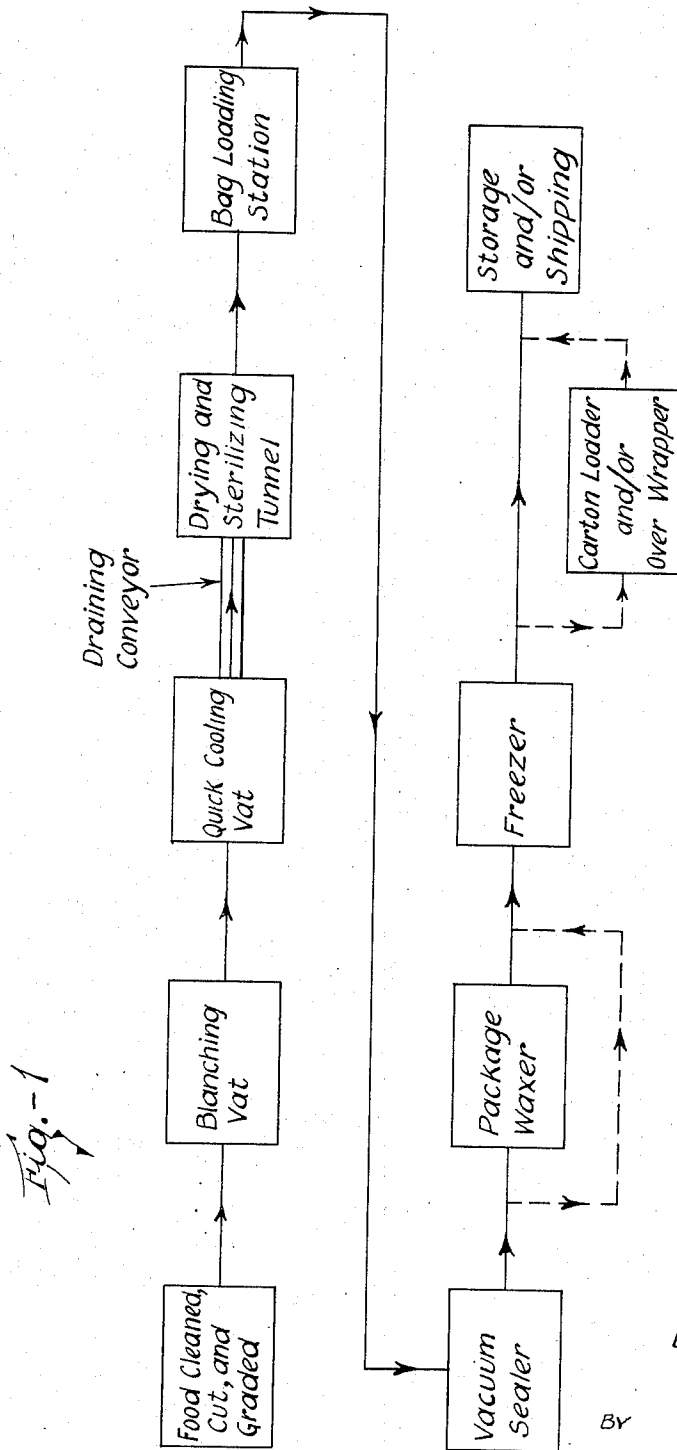 Fig.-1
Food Cleaned,
Cut, and
Graded
Blanching
Vat
Quick Cooling
Vat
Draining
Conveyor
Drying and
Sterilizing
Tunnel
Bag Loading
Station
Vacuum
Sealer
Package
Waxer
Freezer
Carton Loader
and/or
Over Wrapper
Storage
and/or
Shipping
BY